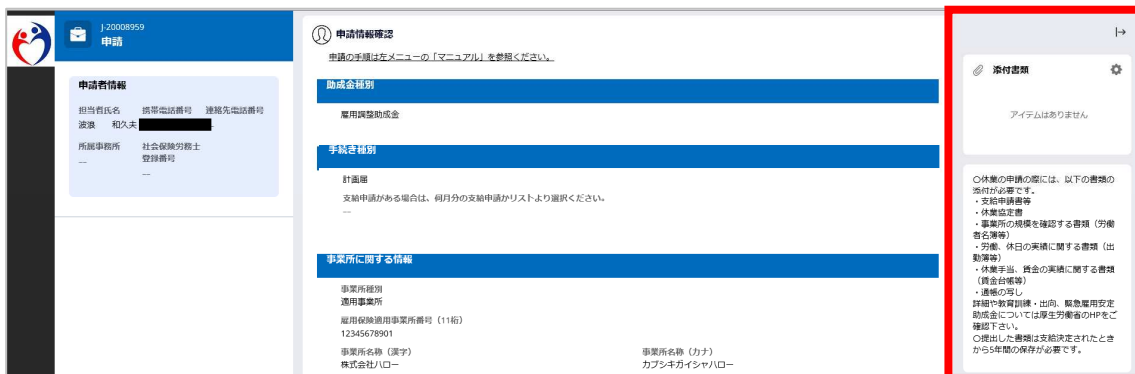 J-20008959
申請
申請者情報
担当者氏名 携帯電話番号 連絡先電話番号
波浪 和久夫
所属事務所 社会保険労務士
登録番号
--
--
申請情報確認
申請の手順は左メニューの「マニュアル」を参照ください。
助成金種別
雇用調整助成金
手続き種別
計画届
支給申請がある場合は、何月分の支給申請かリストより選択ください。
--
事業所に関する情報
事業所種別
適用事業所
雇用保険適用事業所番号（11桁）
12345678901
事業所名称（漢字） 事業所名称（カナ）
株式会社ハロー カブシキガイシャハロー
添付書類
アイテムはありません
○休業の申請の際には、以下の書類の
添付が必要です。
・支給申請書等
・休業協定書
・事業所の規模を確認する書類（労働
者名簿等）
・労働、休日の実績に関する書類（出
勤簿等）
・休業手当、賃金の実績に関する書類
（賃金台帳等）
・通帳の写し
詳細や教育訓練・出向、緊急雇用安定
助成金については厚生労働省のHPをご
確認下さい。
○提出した書類は支給決定されたとき
から5年間の保存が必要です。